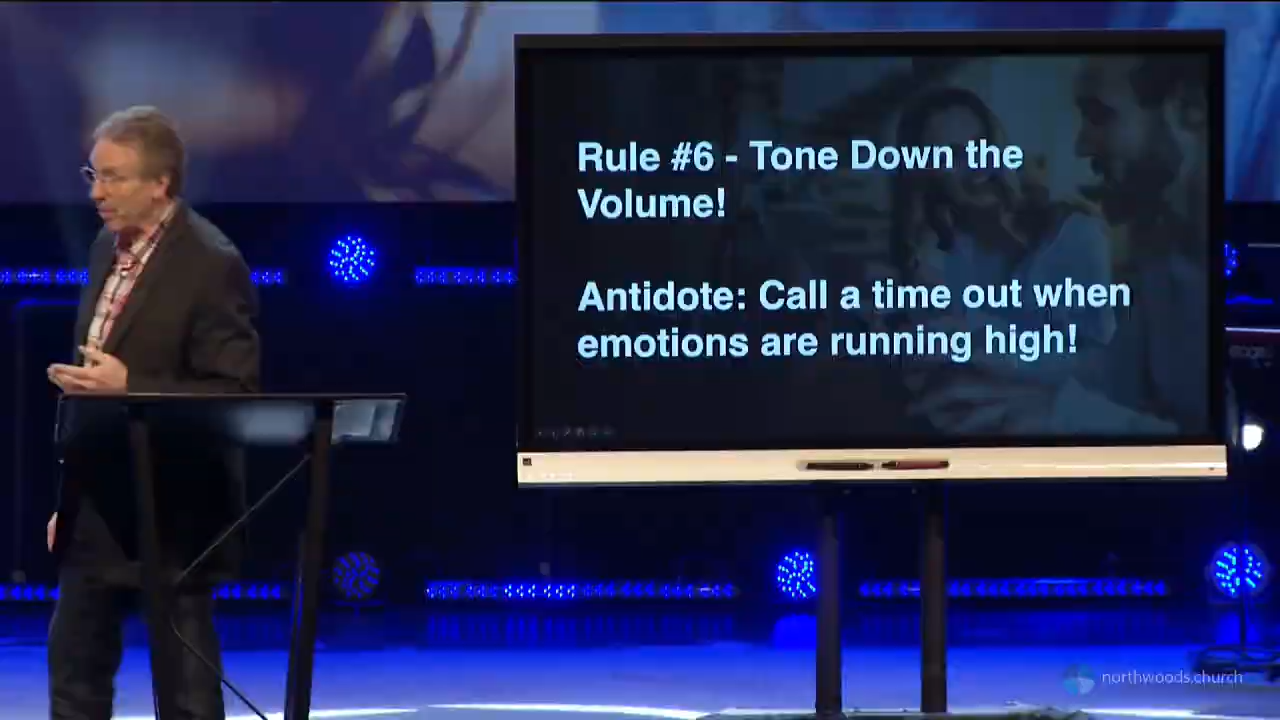 Rule #6 - Tone Down the
Volume!
Antidote: Call a time out when
emotions are running high!
northwoods.church